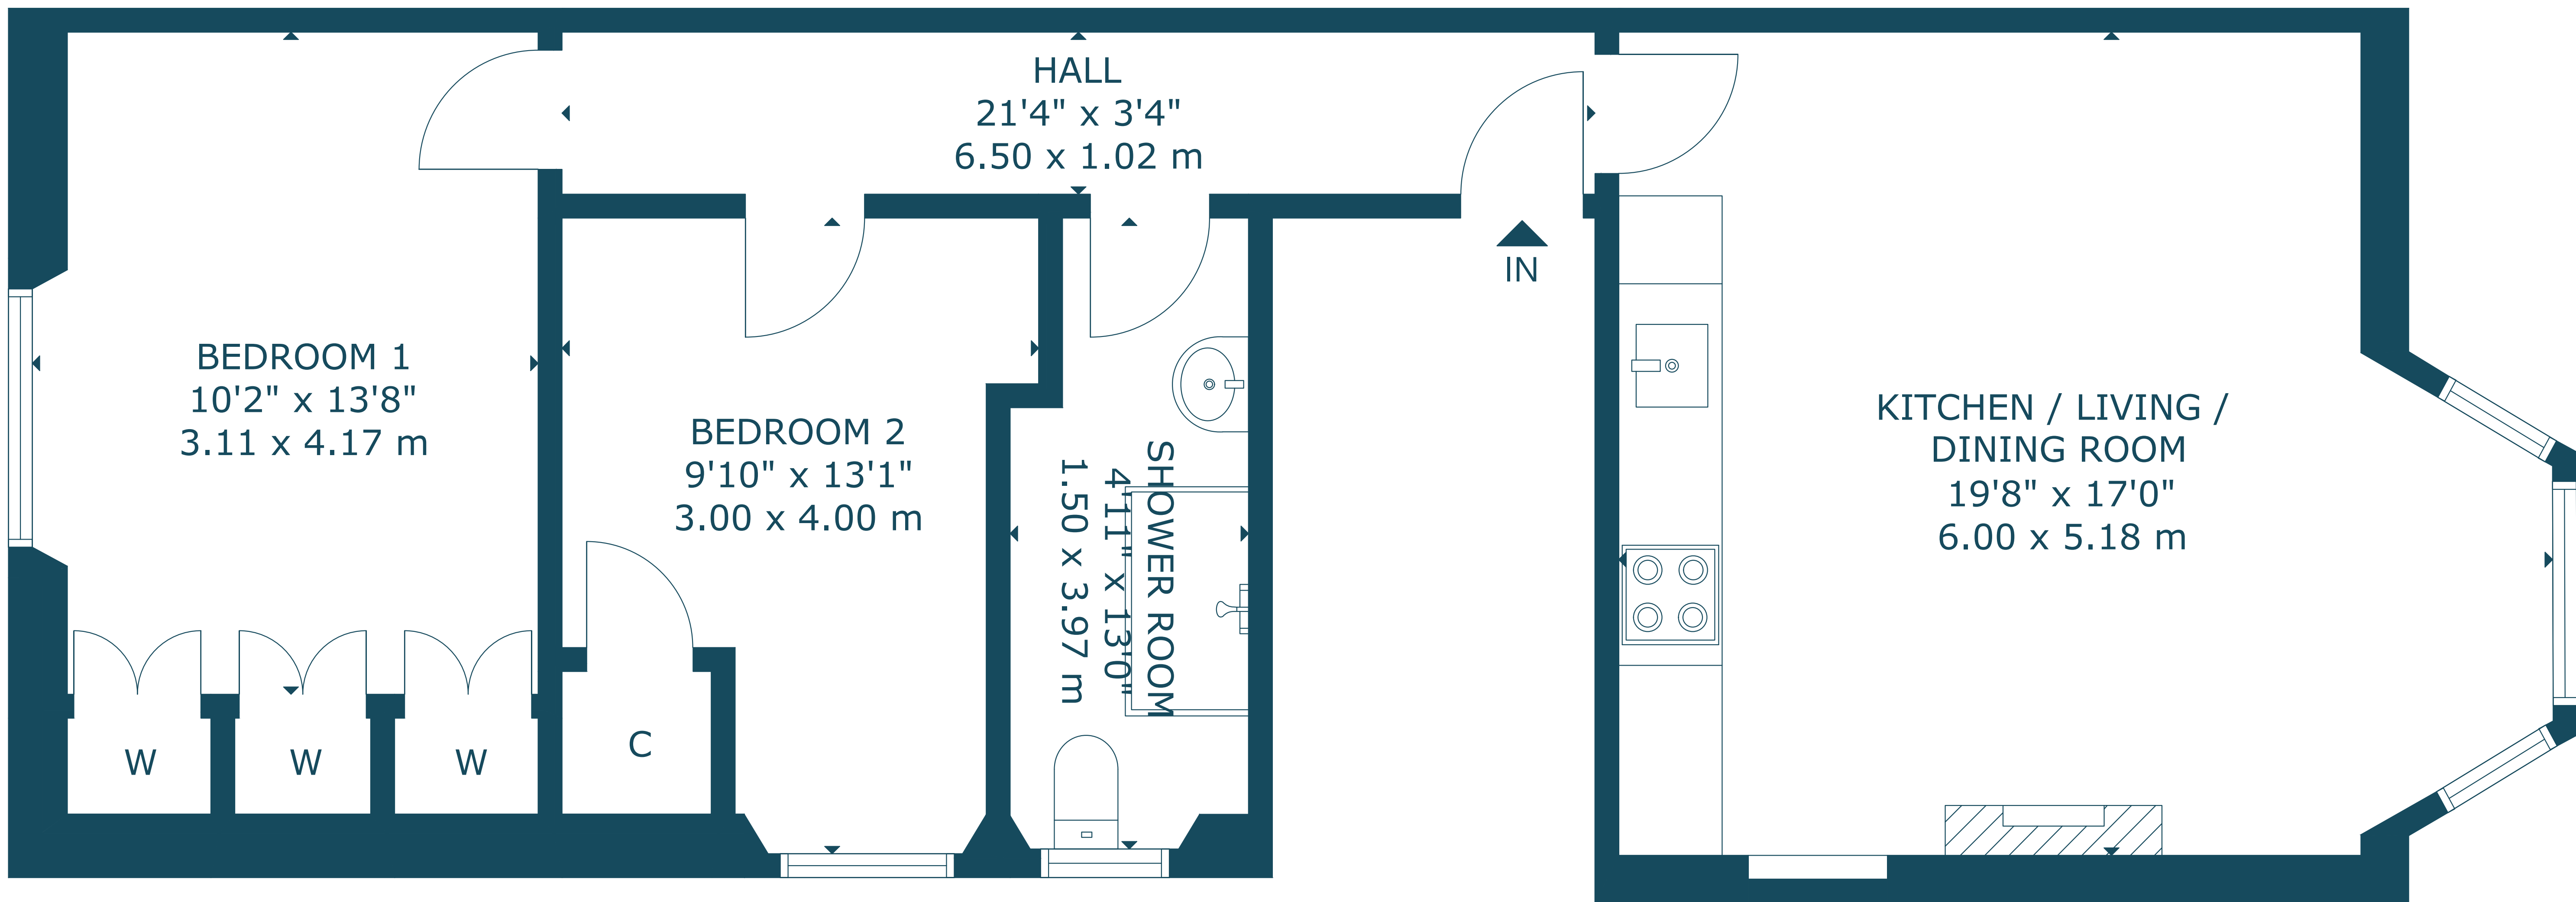 HALL
21'4" x 3'4"
6.50 x 1.02 m
IN
BEDROOM 1
10'2" x 13'8"
3.11 x 4.17 m
BEDROOM 2
9'10" x 13'1"
3.00 x 4.00 m
SHOWER ROOM
4'11" x 13'0"
1.50 x 3.97 m
KITCHEN / LIVING /
DINING ROOM
19'8" x 17'0"
6.00 x 5.18 m
W
W
W
C